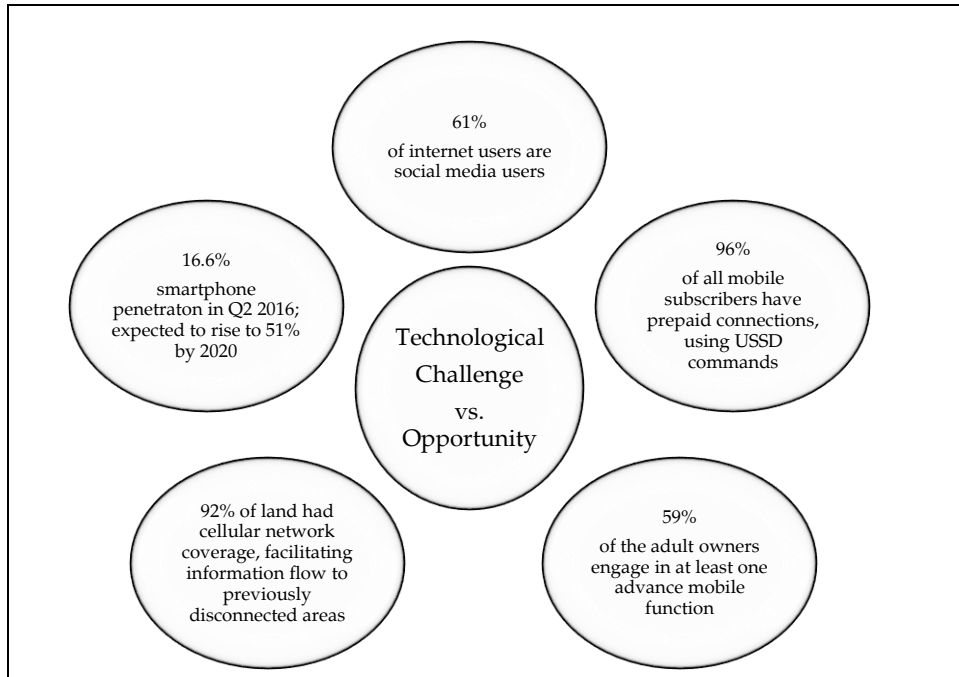 61%
of internet users are
social media users
16.6%
smartphone
penetraton in Q2 2016;
expected to rise to 51%
by 2020
96%
of all mobile
subscribers have
prepaid connections,
using USSD
commands
Technological
Challenge
vs.
Opportunity
92% of land had
cellular network
coverage, facilitating
information flow to
previously
disconnected areas
59%
of the adult owners
engage in at least one
advance mobile
function